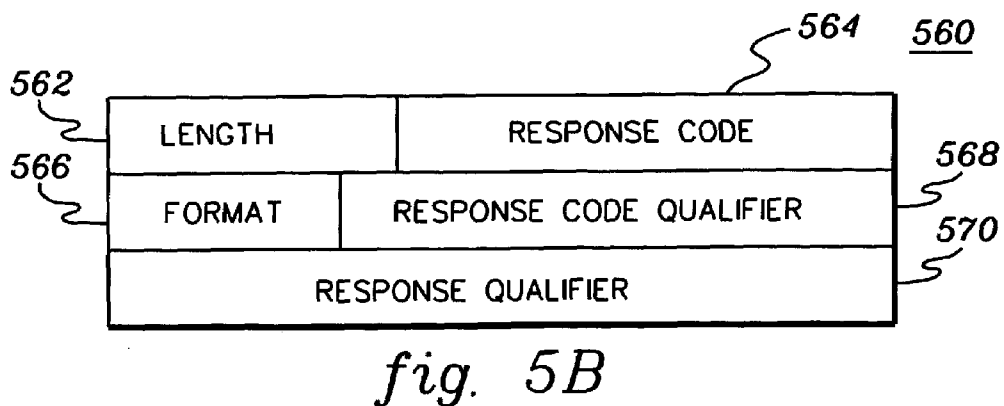 564 560
562
LENGTH RESPONSE CODE
566 568
FORMAT RESPONSE CODE QUALIFIER
570
RESPONSE QUALIFIER
fig. 5B